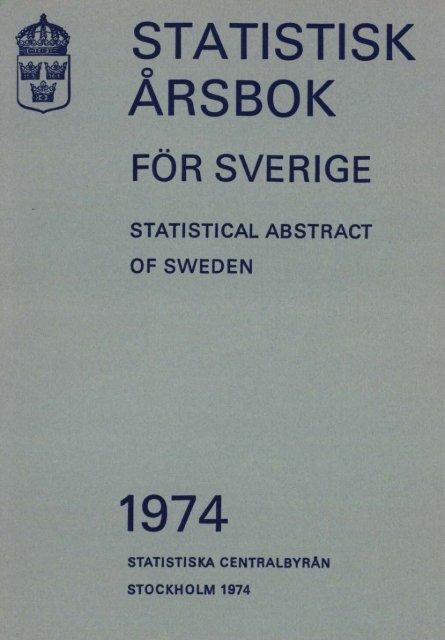 STATISTISK
ÅRSBOK
FÖR SVERIGE
STATISTICAL ABSTRACT
OF SWEDEN
1974
STATISTISKA CENTRALBYRÅN
STOCKHOLM 1974